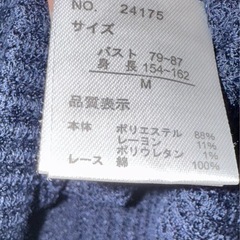 NO. 24175
サイズ
バスト 79~87
身長 154~162
M
品質表示
本体 ポリエステル 88%
レーヨン 11%
ポリウレタン 1%
レース 綿 100%